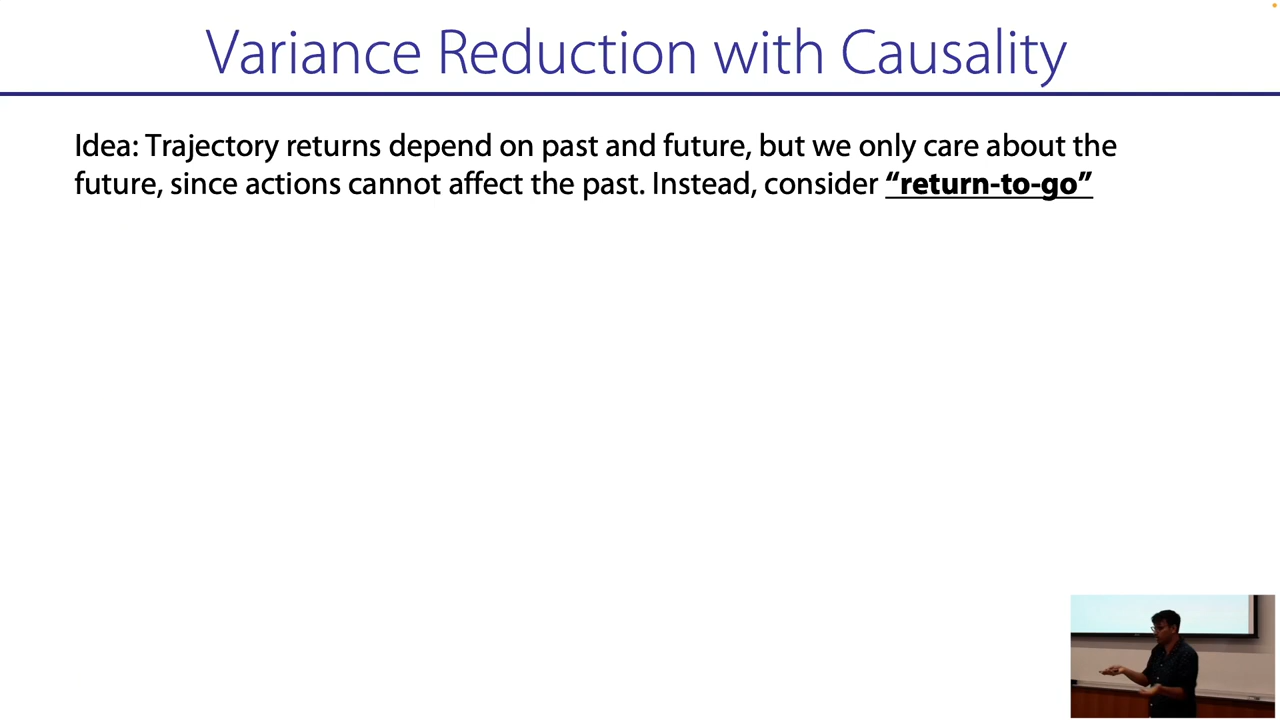 Variance Reduction with Causality
Idea: Trajectory returns depend on past and future, but we only care about the
future, since actions cannot affect the past. Instead, consider “return-to-go”